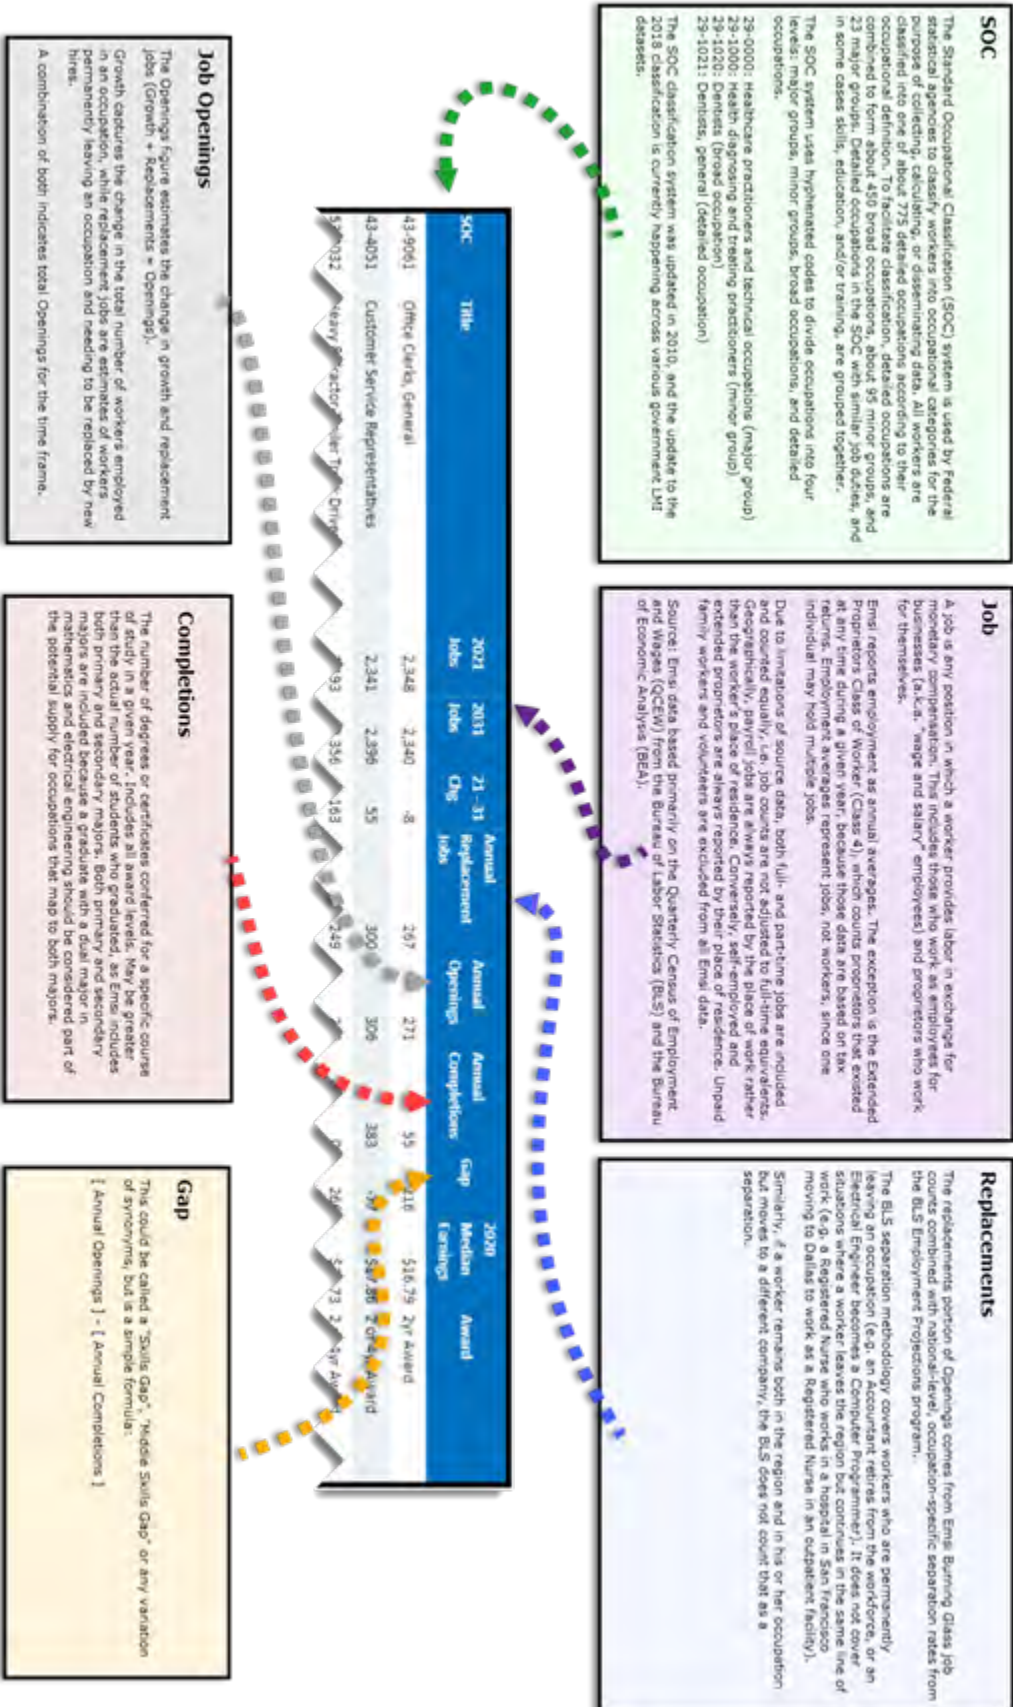 SOC
The Standard Occupational Classification (SOC) system is used by Federal
statistical agencies to classify workers into occupational categories for the
purpose of collecting, calculating, or disseminating data. All workers are
classified into one of about 775 detailed occupations according to their
occupational definition. To facilitate classification, detailed occupations are
combined to form about 450 broad occupations, about 95 minor groups, and
23 major groups. Detailed occupations in the SOC with similar job duties, and
in some cases skills, education, and/or training, are grouped together.
The SOC system uses hyphenated codes to divide occupations into four
levels: major groups, minor groups, broad occupations, and detailed
occupations.
29-0000: Healthcare practitioners and technical occupations (major group)
29-1000: Health diagnosing and treating practitioners (minor group)
29-1020: Dentists (broad occupation)
29-1021: Dentists, general (detailed occupation)
The SOC classification system was updated in 2010, and the update to the
2018 classification is currently happening across various government LMI
datasets.
Job
A job is any position in which a worker provides labor in exchange for
monetary compensation. This includes those who work as employees for
businesses (a.k.a. "wage and salary" employees) and proprietors who work
for themselves.
Emsi reports employment as annual averages. The exception is the Extended
Proprietors Class of Worker (Class 4), which counts proprietors that existed
at any time during a given year, because those data are based on tax
returns. Employment averages represent jobs, not workers, since one
individual may hold multiple jobs.
Due to limitations of source data, both full- and part-time jobs are included
and counted equally, i.e. job counts are not adjusted to full-time equivalents.
Geographically, payroll jobs are always reported by the place of work rather
than the worker's place of residence. Conversely, self-employed and
extended proprietors are always reported by their place of residence. Unpaid
family workers and volunteers are excluded from all Emsi data.
Source: Emsi data based primarily on the Quarterly Census of Employment
and Wages (QCEW) from the Bureau of Labor Statistics (BLS) and the Bureau
of Economic Analysis (BEA).
Replacements
The replacements portion of Openings comes from Emsi Burning Glass job
counts combined with national-level, occupation-specific separation rates from
the BLS Employment Projections program.
The BLS separation methodology covers workers who are permanently
leaving an occupation (e.g. an Accountant retires from the workforce, or an
Electrical Engineer becomes a Computer Programmer). It does not cover
situations where a worker leaves the region but continues in the same line of
work (e.g. a Registered Nurse who works in a hospital in San Francisco
moving to Dallas to work as a Registered Nurse in an outpatient facility).
Similarly, if a worker remains both in the region and in his or her occupation
but moves to a different company, the BLS does not count that as a
separation.
SOC Title 2021 Jobs 2031 Jobs 21 - 31 Chg Annual Replacement Jobs Annual Openings Annual Completions Gap 2020 Median Earnings Award
43-9061 Office Clerks, General 2,348 2,340 -8 267 271 55 216 $16.79 2yr Award
43-4051 Customer Service Representatives 2,341 2,396 55 300 306 383 -77 $17.86 2 or 4yr Award
Heavy 356 163 249
Job Openings
The Openings figure estimates the change in growth and replacement
jobs (Growth + Replacements = Openings).
Growth captures the change in the total number of workers employed
in an occupation, while replacement jobs are estimates of workers
permanently leaving an occupation and needing to be replaced by new
hires.
A combination of both indicates total Openings for the time frame.
Completions
The number of degrees or certificates conferred for a specific course
of study in a given year. Includes all award levels. May be greater
than the actual number of students who graduated, as Emsi includes
both primary and secondary majors. Both primary and secondary
majors are included because a graduate with a dual major in
mathematics and electrical engineering should be considered part of
the potential supply for occupations that map to both majors.
Gap
This could be called a "Skills Gap", "Middle Skills Gap" or any variation
of synonyms, but is a simple formula:
[ Annual Openings ] - [ Annual Completions ]